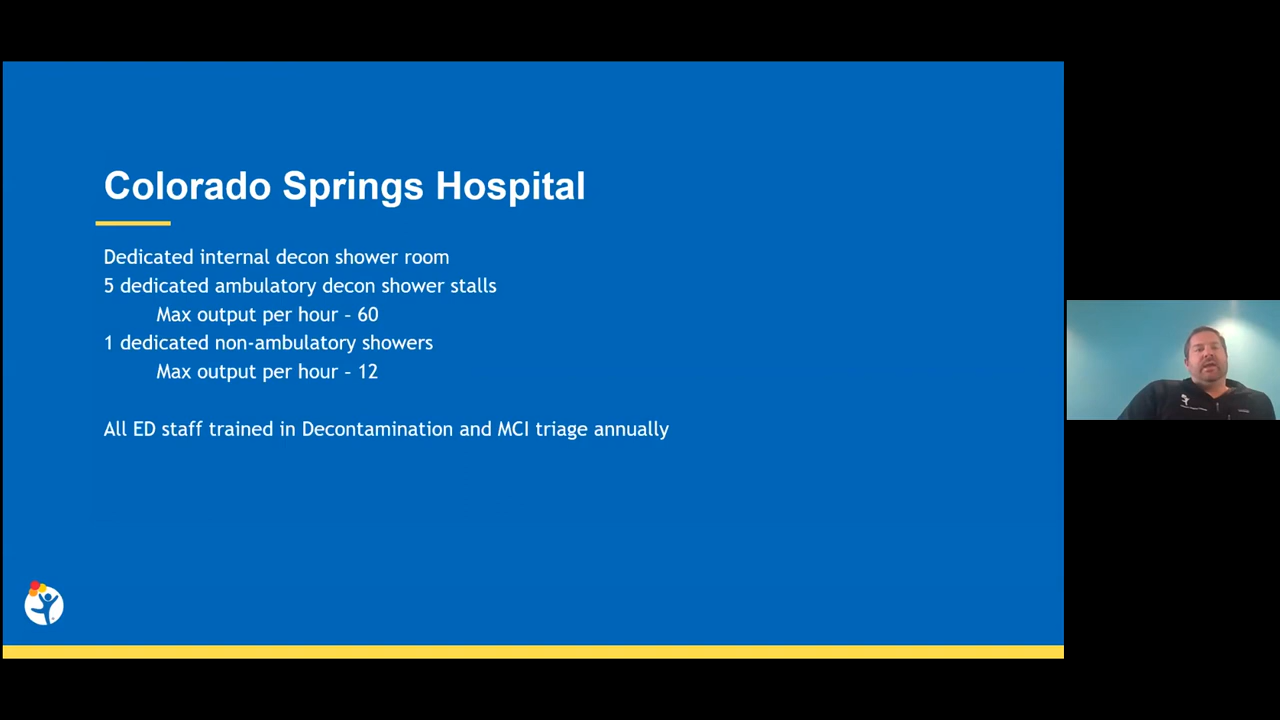 Colorado Springs Hospital
Dedicated internal decon shower room
5 dedicated ambulatory decon shower stalls
Max output per hour – 60
1 dedicated non-ambulatory showers
Max output per hour – 12
All ED staff trained in Decontamination and MCI triage annually